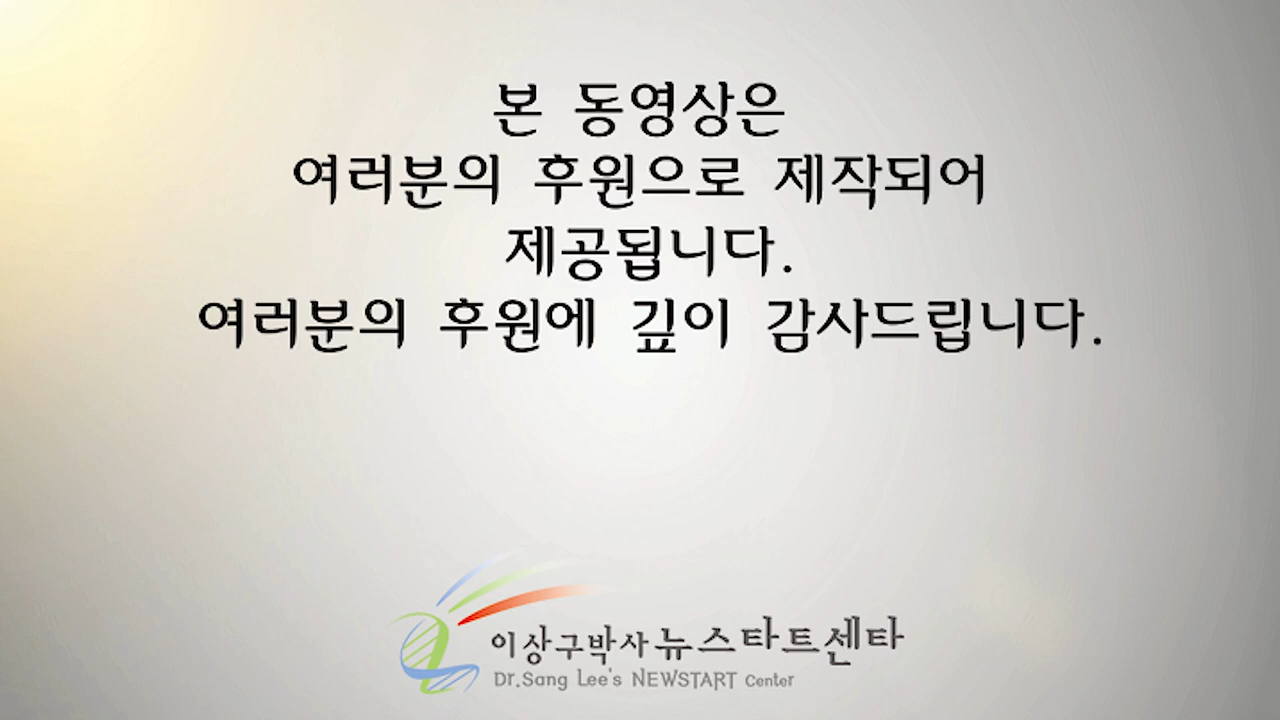 본 동영상은
여러분의 후원으로 제작되어
제공됩니다.
여러분의 후원에 깊이 감사드립니다.
이상구박사뉴스타트센타
Dr.Sang Lee's NEWSTART Center